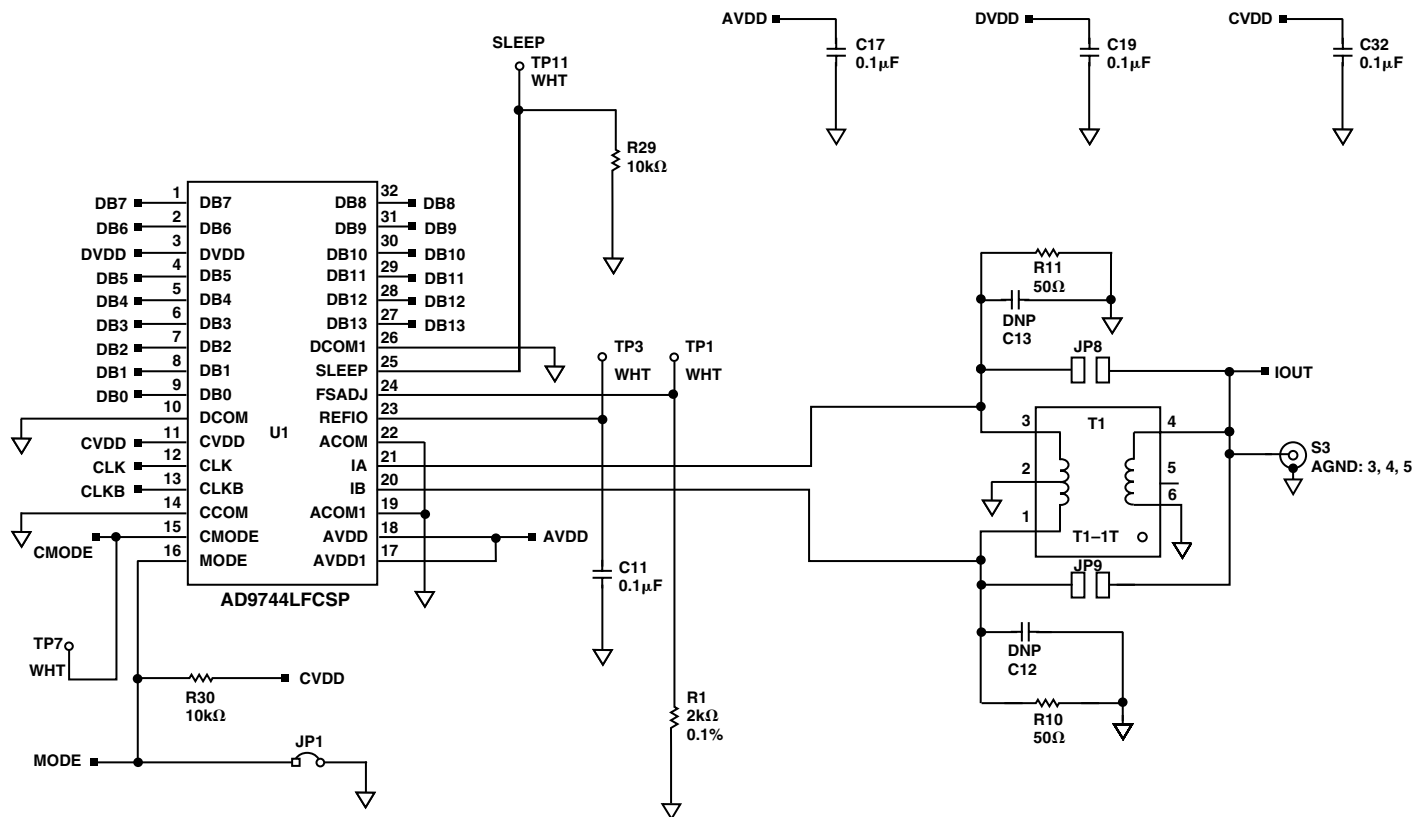 AVDD
C17
0.1µF
DVDD
C19
0.1µF
CVDD
C32
0.1µF
SLEEP
TP11
WHT
R29
10kΩ
DB7 1 DB7 DB8 32 DB8
DB6 2 DB6 DB9 31 DB9
DVDD 3 DVDD DB10 30 DB10
DB5 4 DB5 DB11 29 DB11
DB4 5 DB4 DB12 28 DB12
DB3 6 DB3 DB13 27 DB13
DB2 7 DB2 DCOM1 26
DB1 8 DB1 SLEEP 25
DB0 9 DB0 FSADJ 24
10 DCOM REFIO 23
U1
CVDD 11 CVDD ACOM 22
CLK 12 CLK IA 21
CLKB 13 CLKB IB 20
14 CCOM ACOM1 19
CMODE 15 CMODE AVDD 18 AVDD
16 MODE AVDD1 17
AD9744LFCSP
TP3
WHT
TP1
WHT
C11
0.1µF
R1
2kΩ
0.1%
TP7
WHT
R30
10kΩ
CVDD
MODE
JP1
R11
50Ω
DNP
C13
JP8
IOUT
3 T1 4
2 5
6
1
T1–1T
S3
AGND: 3, 4, 5
JP9
DNP
C12
R10
50Ω